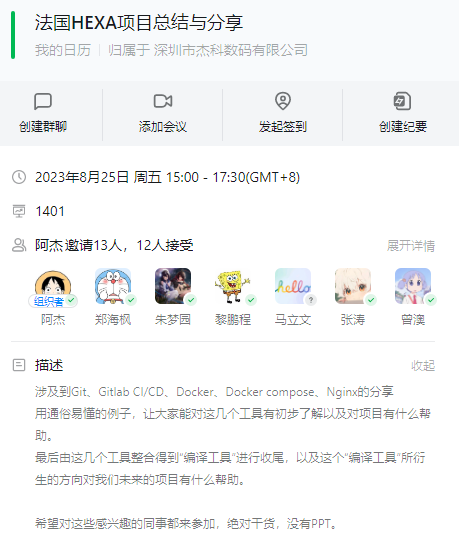 法国HEXA项目总结与分享
我的日历 | 归属于 深圳市杰科数码有限公司
创建群聊 添加会议 发起签到 创建纪要
2023年8月25日 周五 15:00 - 17:30(GMT+8)
1401
阿杰 邀请13人，12人接受 展开详情
hello
组织者
阿杰 郑海枫 朱梦园 黎鹏程 马立文 张涛 曾澳
描述 收起
涉及到Git、Gitlab CI/CD、Docker、Docker compose、Nginx的分享
用通俗易懂的例子，让大家能对这几个工具有初步了解以及对项目有什么帮
助。
最后由这几个工具整合得到“编译工具”进行收尾，以及这个“编译工具”所衍
生的方向对我们未来的项目有什么帮助。
希望对这些感兴趣的同事都来参加，绝对干货，没有PPT。